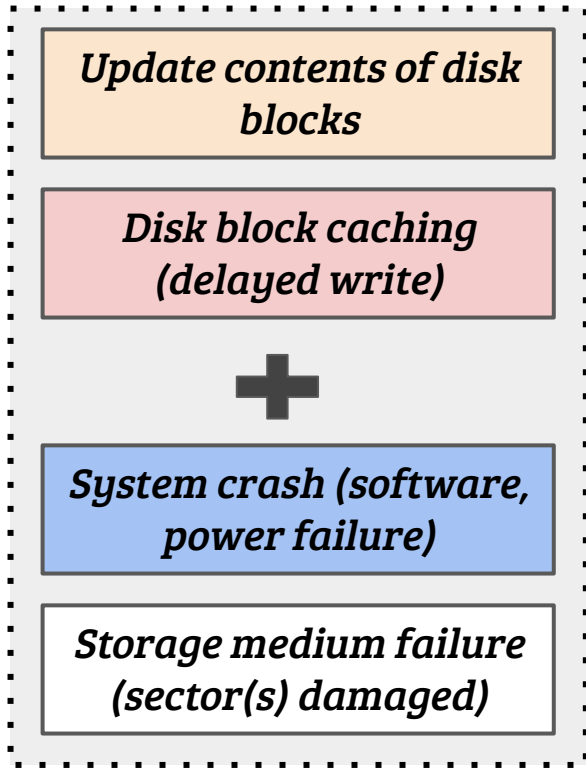 Update contents of disk
blocks
Disk block caching
(delayed write)
System crash (software,
power failure)
Storage medium failure
(sector(s) damaged)